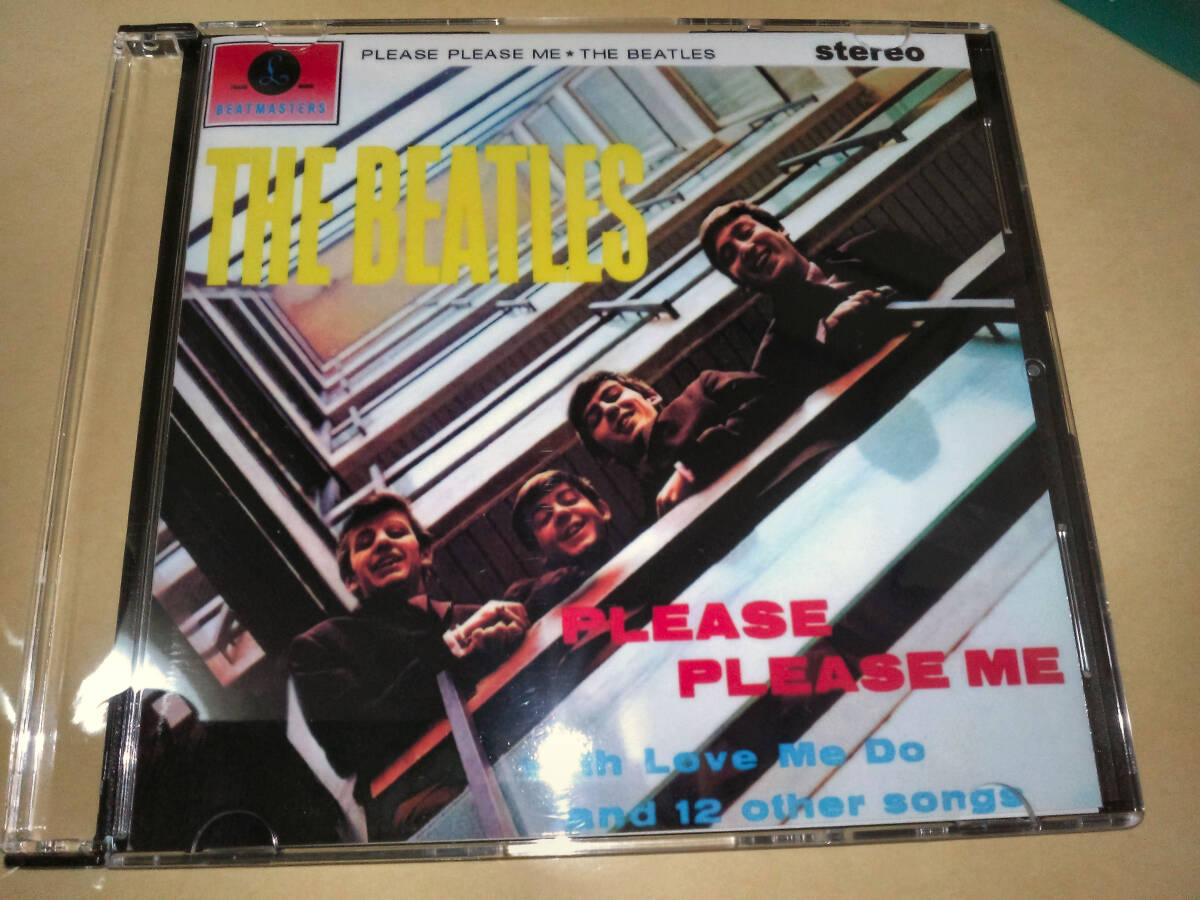 PLEASE PLEASE ME★THE BEATLES
stereo
£
BEATMASTERS
THE BEATLES
PLEASE
PLEASE ME
Love Me Do
and 12 other songs